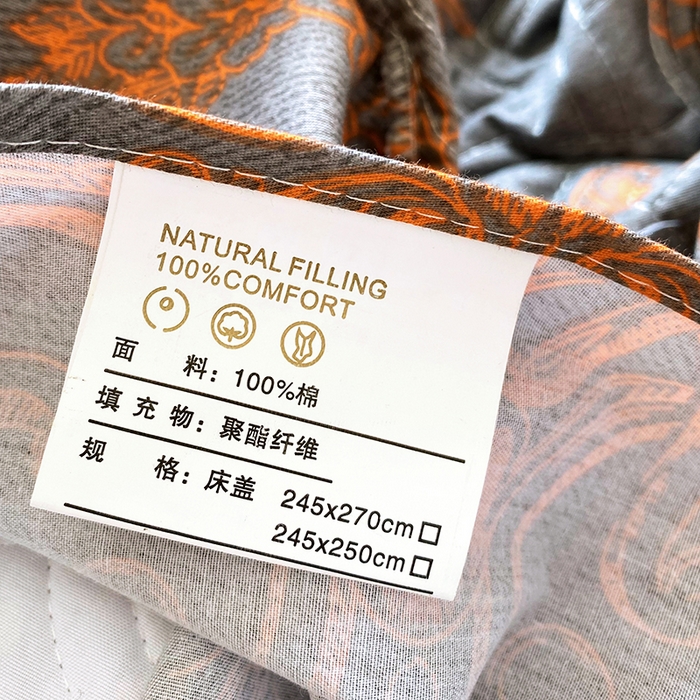 NATURAL FILLING
100%COMFORT
面 料：100%棉
填充物：聚酯纤维
规 格：床盖 245x270cm□
245x250cm□